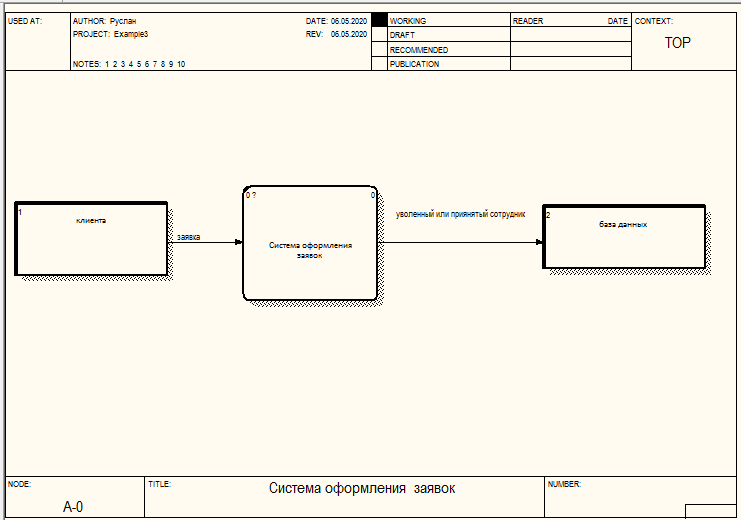 USED AT:
AUTHOR: Руслан
DATE: 06.05.2020
WORKING
READER
DATE
CONTEXT:
PROJECT: Example3
REV: 06.05.2020
DRAFT
TOP
RECOMMENDED
NOTES: 1 2 3 4 5 6 7 8 9 10
PUBLICATION
1
клиента
заявка
0 ?
0
Система оформления
заявок
уволенный или приянятый сотрудник
2
база данных
NODE:
TITLE:
NUMBER:
A-0
Система оформления заявок